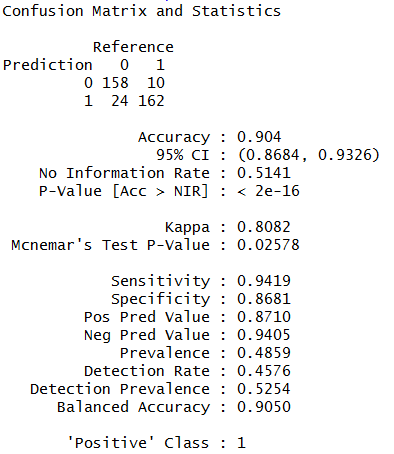 Confusion Matrix and Statistics
Reference
Prediction 0 1
0 158 10
1 24 162
Accuracy : 0.904
95% CI : (0.8684, 0.9326)
No Information Rate : 0.5141
P-Value [Acc > NIR] : < 2e-16
Kappa : 0.8082
Mcnemar's Test P-Value : 0.02578
Sensitivity : 0.9419
Specificity : 0.8681
Pos Pred Value : 0.8710
Neg Pred Value : 0.9405
Prevalence : 0.4859
Detection Rate : 0.4576
Detection Prevalence : 0.5254
Balanced Accuracy : 0.9050
'Positive' Class : 1